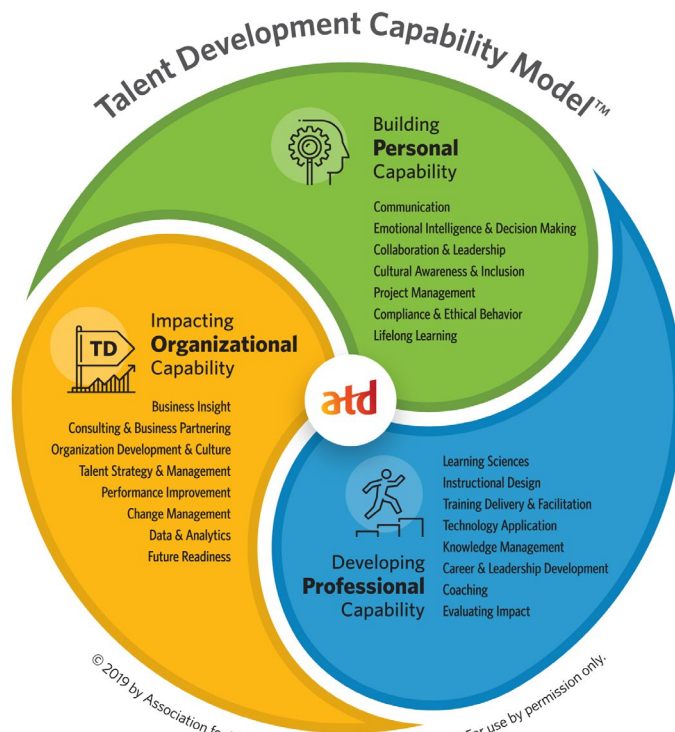 Talent Development Capability Model™
Building
Personal
Capability
Communication
Emotional Intelligence & Decision Making
Collaboration & Leadership
Cultural Awareness & Inclusion
Project Management
Compliance & Ethical Behavior
Lifelong Learning
TD
Impacting
Organizational
Capability
Business Insight
Consulting & Business Partnering
Organization Development & Culture
Talent Strategy & Management
Performance Improvement
Change Management
Data & Analytics
Future Readiness
atd
Developing
Professional
Capability
Learning Sciences
Instructional Design
Training Delivery & Facilitation
Technology Application
Knowledge Management
Career & Leadership Development
Coaching
Evaluating Impact
© 2019 by Association
For use by permission only.